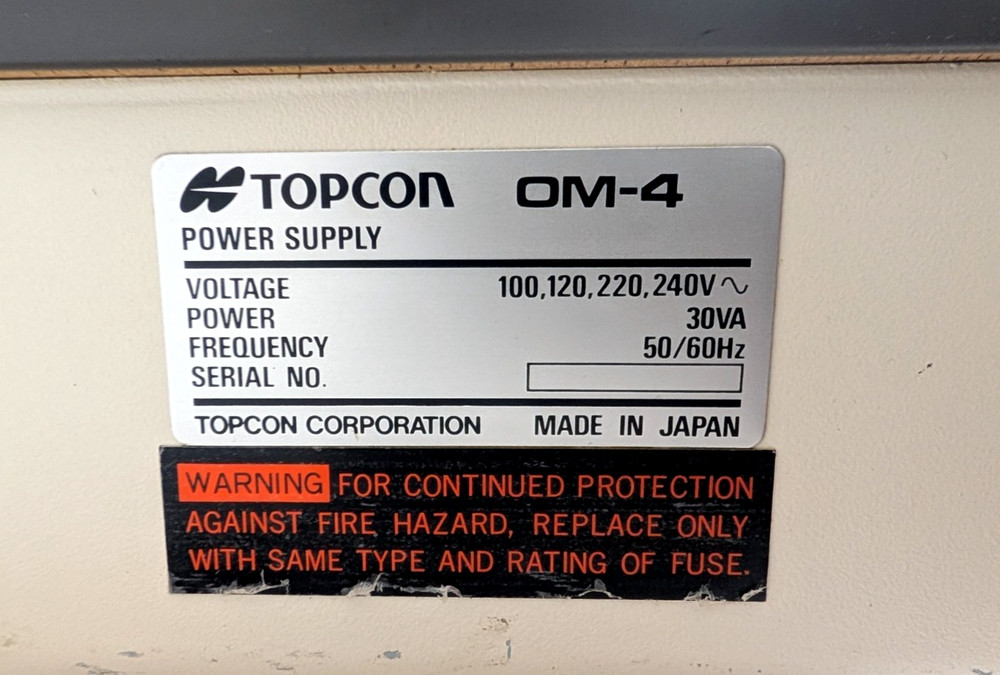 TOPCON OM-4
POWER SUPPLY
VOLTAGE 100,120,220,240V~
POWER 30VA
FREQUENCY 50/60Hz
SERIAL NO.
TOPCON CORPORATION MADE IN JAPAN
WARNING FOR CONTINUED PROTECTION
AGAINST FIRE HAZARD, REPLACE ONLY
WITH SAME TYPE AND RATING OF FUSE.